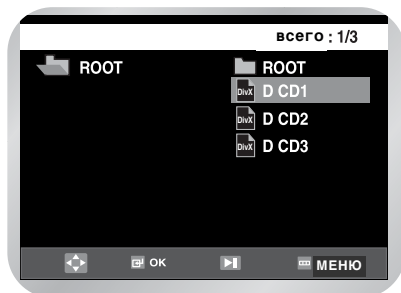 всего : 1/3
ROOT ROOT
DivX D CD1
DivX D CD2
DivX D CD3
OK МЕНЮ